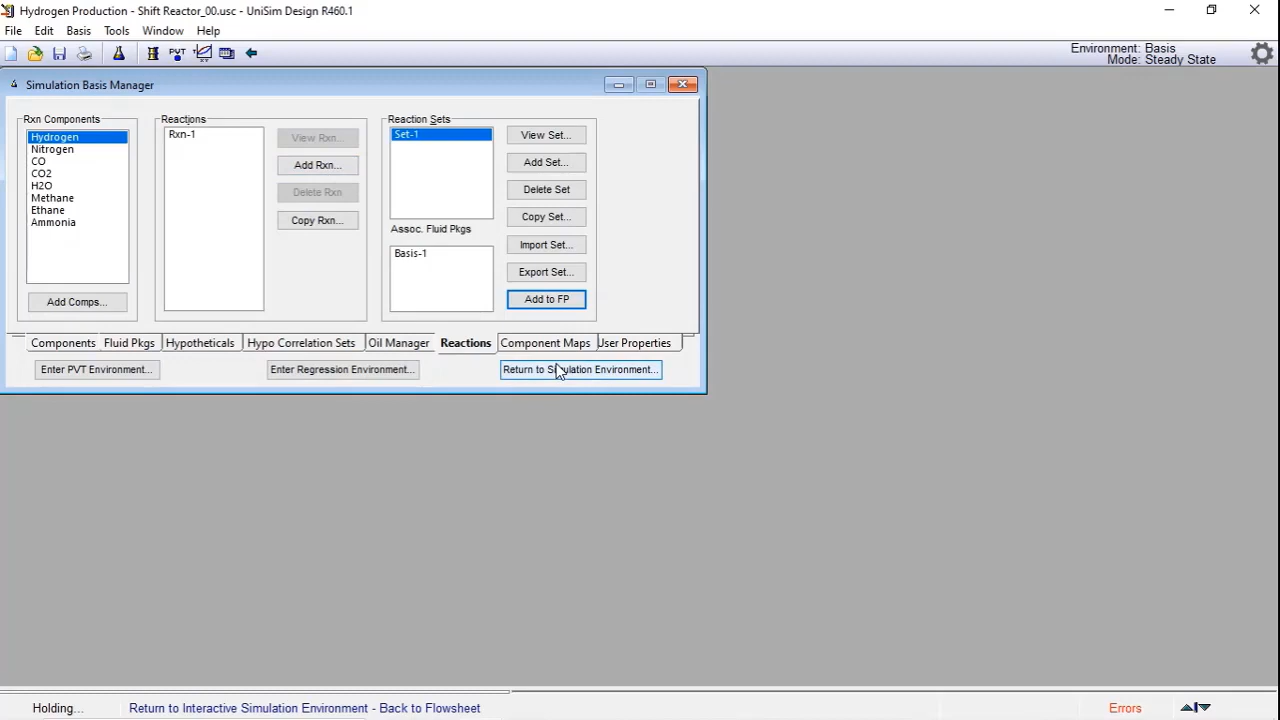 Hydrogen Production - Shift Reactor_00.usc - UniSim Design R460.1
File Edit Basis Tools Window Help
Environment: Basis
Mode: Steady State
Simulation Basis Manager
Rxn Components
Hydrogen
Nitrogen
CO
CO2
H2O
Methane
Ethane
Ammonia
Add Comps...
Reactions
Rxn-1
View Rxn...
Add Rxn...
Delete Rxn
Copy Rxn...
Reaction Sets
Set-1
Assoc. Fluid Pkgs
Basis-1
View Set...
Add Set...
Delete Set
Copy Set...
Import Set...
Export Set...
Add to FP
Components Fluid Pkgs Hypotheticals Hypo Correlation Sets Oil Manager Reactions Component Maps User Properties
Enter PVT Environment... Enter Regression Environment... Return to Simulation Environment...
Holding... Return to Interactive Simulation Environment - Back to Flowsheet Errors